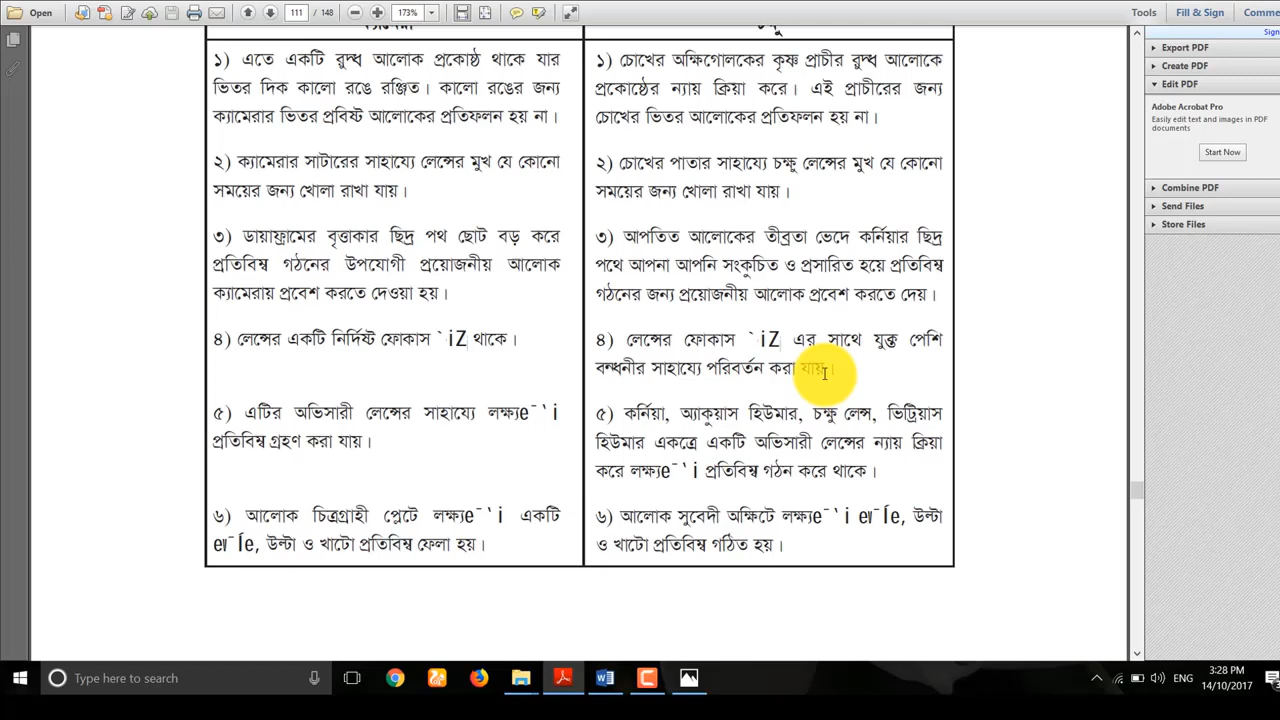 Open
111 / 148
173%
Tools
Fill & Sign
Comme
Sign
Export PDF
Create PDF
Edit PDF
Adobe Acrobat Pro
Easily edit text and images in PDF
documents
Start Now
Combine PDF
Send Files
Store Files
১) এতে একটি রুদ্ধ আলোক প্রকোষ্ঠ থাকে যার
ভিতর দিক কালো রঙে রঞ্জিত। কালো রঙের জন্য
ক্যামেরার ভিতর প্রবিষ্ট আলোকের প্রতিফলন হয় না।
২) ক্যামেরার সাটারের সাহায্যে লেন্সের মুখ যে কোনো
সময়ের জন্য খোলা রাখা যায়।
৩) ডায়াফ্রামের বৃত্তাকার ছিদ্র পথ ছোট বড় করে
প্রতিবিম্ব গঠনের উপযোগী প্রয়োজনীয় আলোক
ক্যামেরায় প্রবেশ করতে দেওয়া হয়।
৪) লেন্সের একটি নির্দিষ্ট ফোকাস `iZ থাকে।
৫) এটির অভিসারী লেন্সের সাহায্যে লক্ষ্যe¯`i
প্রতিবিম্ব গ্রহণ করা যায়।
৬) আলোক চিত্রগ্রাহী প্লেটে লক্ষ্যe¯`i একটি
ev¯Íe, উল্টা ও খাটো প্রতিবিম্ব ফেলা হয়।
১) চোখের অক্ষিগোলকের কৃষ্ণ প্রাচীর রুদ্ধ আলোকে
প্রকোষ্ঠের ন্যায় ক্রিয়া করে। এই প্রাচীরের জন্য
চোখের ভিতর আলোকের প্রতিফলন হয় না।
২) চোখের পাতার সাহায্যে চক্ষু লেন্সের মুখ যে কোনো
সময়ের জন্য খোলা রাখা যায়।
৩) আপতিত আলোকের তীব্রতা ভেদে কর্নিয়ার ছিদ্র
পথে আপনা আপনি সংকুচিত ও প্রসারিত হয়ে প্রতিবিম্ব
গঠনের জন্য প্রয়োজনীয় আলোক প্রবেশ করতে দেয়।
৪) লেন্সের ফোকাস `iZ এর সাথে যুক্ত পেশি
বন্ধনীর সাহায্যে পরিবর্তন করা যায়।
৫) কর্নিয়া, অ্যাকুয়াস হিউমার, চক্ষু লেন্স, ভিট্রিয়াস
হিউমার একত্রে একটি অভিসারী লেন্সের ন্যায় ক্রিয়া
করে লক্ষ্যe¯`i প্রতিবিম্ব গঠন করে থাকে।
৬) আলোক সুবেদী অক্ষিটে লক্ষ্যe¯`i ev¯Íe, উল্টা
ও খাটো প্রতিবিম্ব গঠিত হয়।
Type here to search
ENG
3:28 PM
14/10/2017